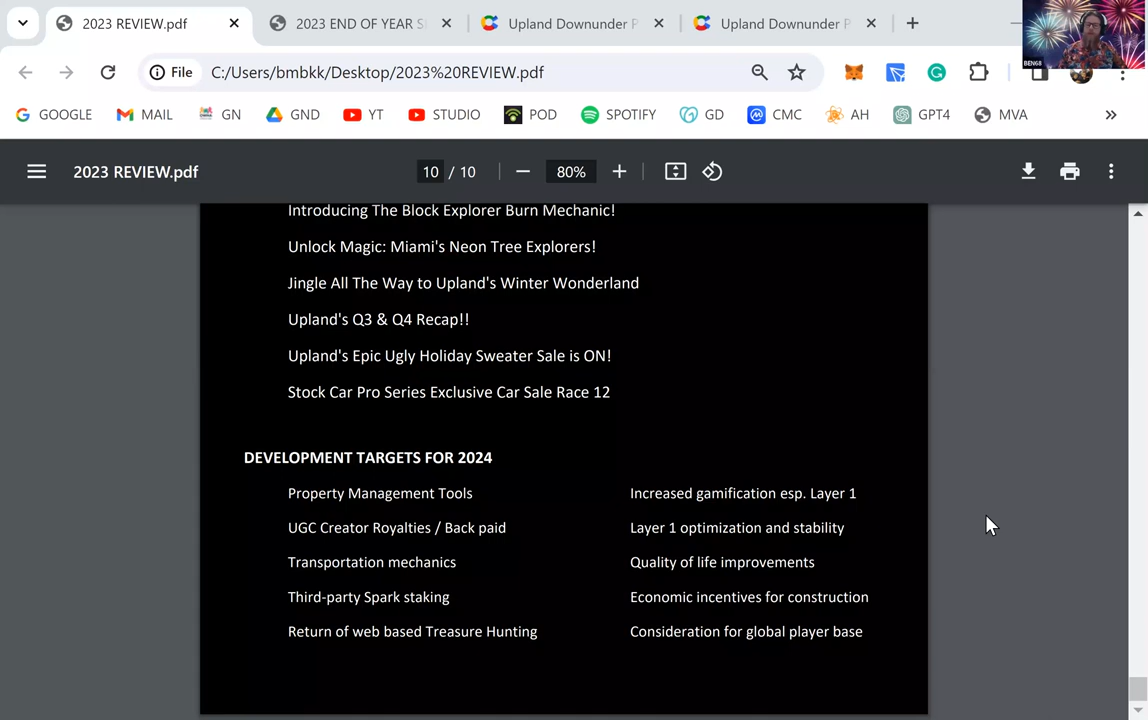 2023 REVIEW.pdf
2023 END OF YEAR S
Upland Downunder P
Upland Downunder P
File
C:/Users/bmbkk/Desktop/2023%20REVIEW.pdf
BEN68
GOOGLE MAIL GN GND YT STUDIO POD SPOTIFY GD CMC AH GPT4 MVA
2023 REVIEW.pdf 10 / 10 80%
Introducing The Block Explorer Burn Mechanic!
Unlock Magic: Miami's Neon Tree Explorers!
Jingle All The Way to Upland's Winter Wonderland
Upland's Q3 & Q4 Recap!!
Upland's Epic Ugly Holiday Sweater Sale is ON!
Stock Car Pro Series Exclusive Car Sale Race 12
DEVELOPMENT TARGETS FOR 2024
Property Management Tools
UGC Creator Royalties / Back paid
Transportation mechanics
Third-party Spark staking
Return of web based Treasure Hunting
Increased gamification esp. Layer 1
Layer 1 optimization and stability
Quality of life improvements
Economic incentives for construction
Consideration for global player base